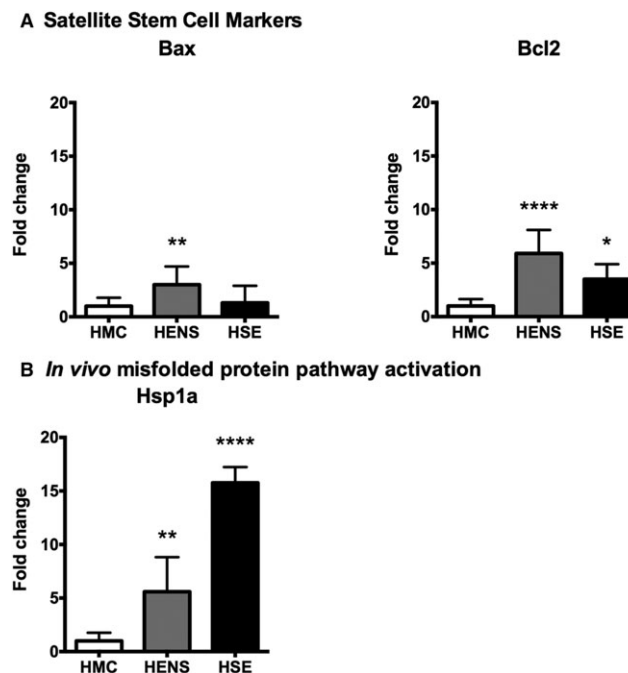 A Satellite Stem Cell Markers
Bax
Bcl2
20
15
10
5
0
Fold change
**
HMC HENS HSE
20
15
10
5
0
Fold change
****
*
HMC HENS HSE
B In vivo misfolded protein pathway activation
Hsp1a
20
15
10
5
0
Fold change
**
****
HMC HENS HSE